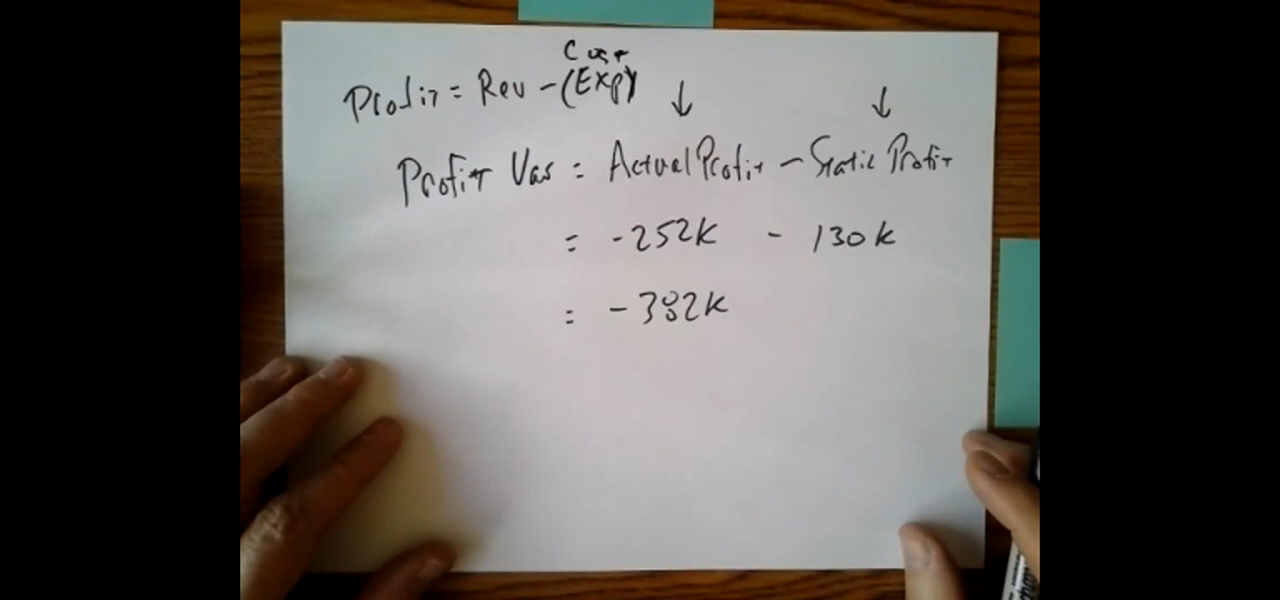 Cost
Profit = Rev - (Exp)
Profit Var = Actual Profit - Static Profit
= -252K - 130K
= -382K